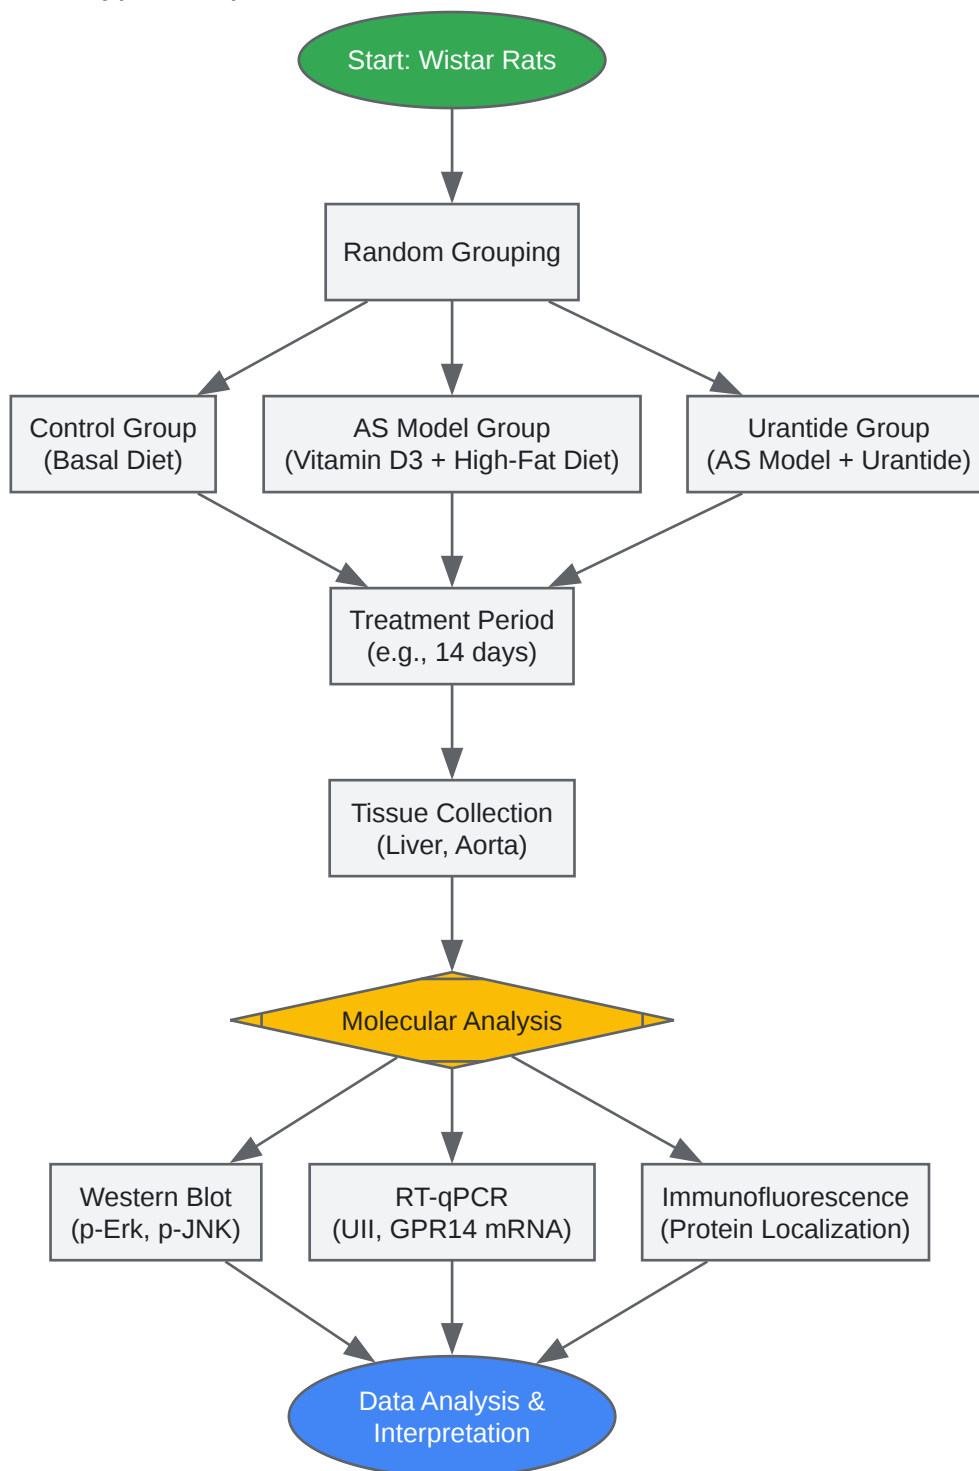 Start: Wistar Rats
Random Grouping
Control Group
(Basal Diet)
AS Model Group
(Vitamin D3 + High-Fat Diet)
Urantide Group
(AS Model + Urantide)
Treatment Period
(e.g., 14 days)
Tissue Collection
(Liver, Aorta)
Molecular Analysis
Western Blot
(p-Erk, p-JNK)
RT-qPCR
(UII, GPR14 mRNA)
Immunofluorescence
(Protein Localization)
Data Analysis &
Interpretation